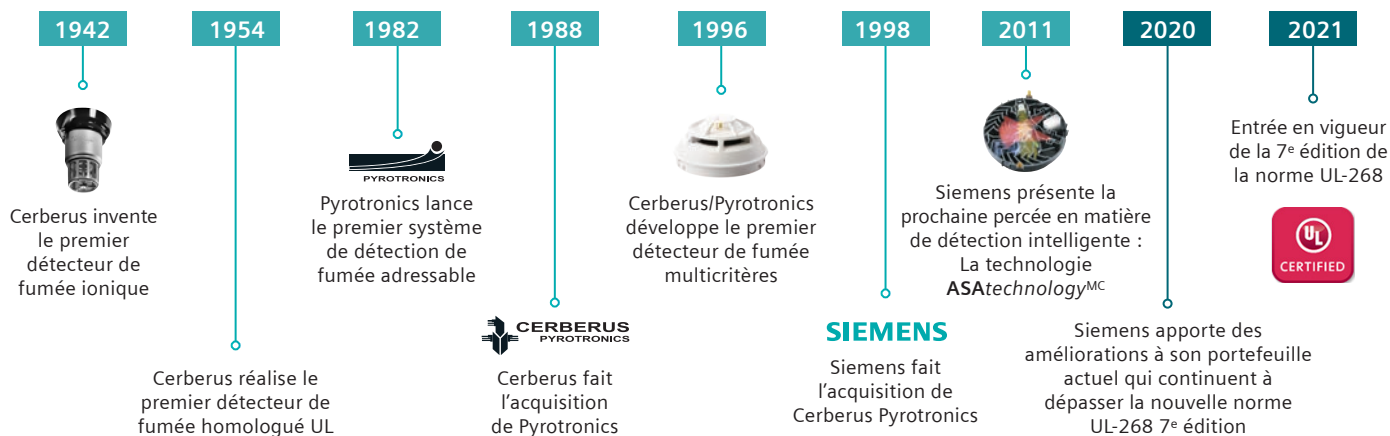 1942
Cerberus invente
le premier
détecteur de
fumée ionique
1954
Cerberus réalise le
premier détecteur de
fumée homologué UL
1982
PYROTRONICS
Pyrotronics lance
le premier système
de détection de
fumée adressable
1988
CERBERUS
PYROTRONICS
Cerberus fait
l'acquisition
de Pyrotronics
1996
Cerberus/Pyrotronics
développe le premier
détecteur de fumée
multicritères
1998
SIEMENS
Siemens fait
l'acquisition de
Cerberus Pyrotronics
2011
Siemens présente la
prochaine percée en matière
de détection intelligente :
La technologie
ASAtechnologyᴹᶜ
2020
Siemens apporte des
améliorations à son portefeuille
actuel qui continuent à
dépasser la nouvelle norme
UL-268 7ᵉ édition
2021
Entrée en vigueur
de la 7ᵉ édition de
la norme UL-268
UL
CERTIFIED